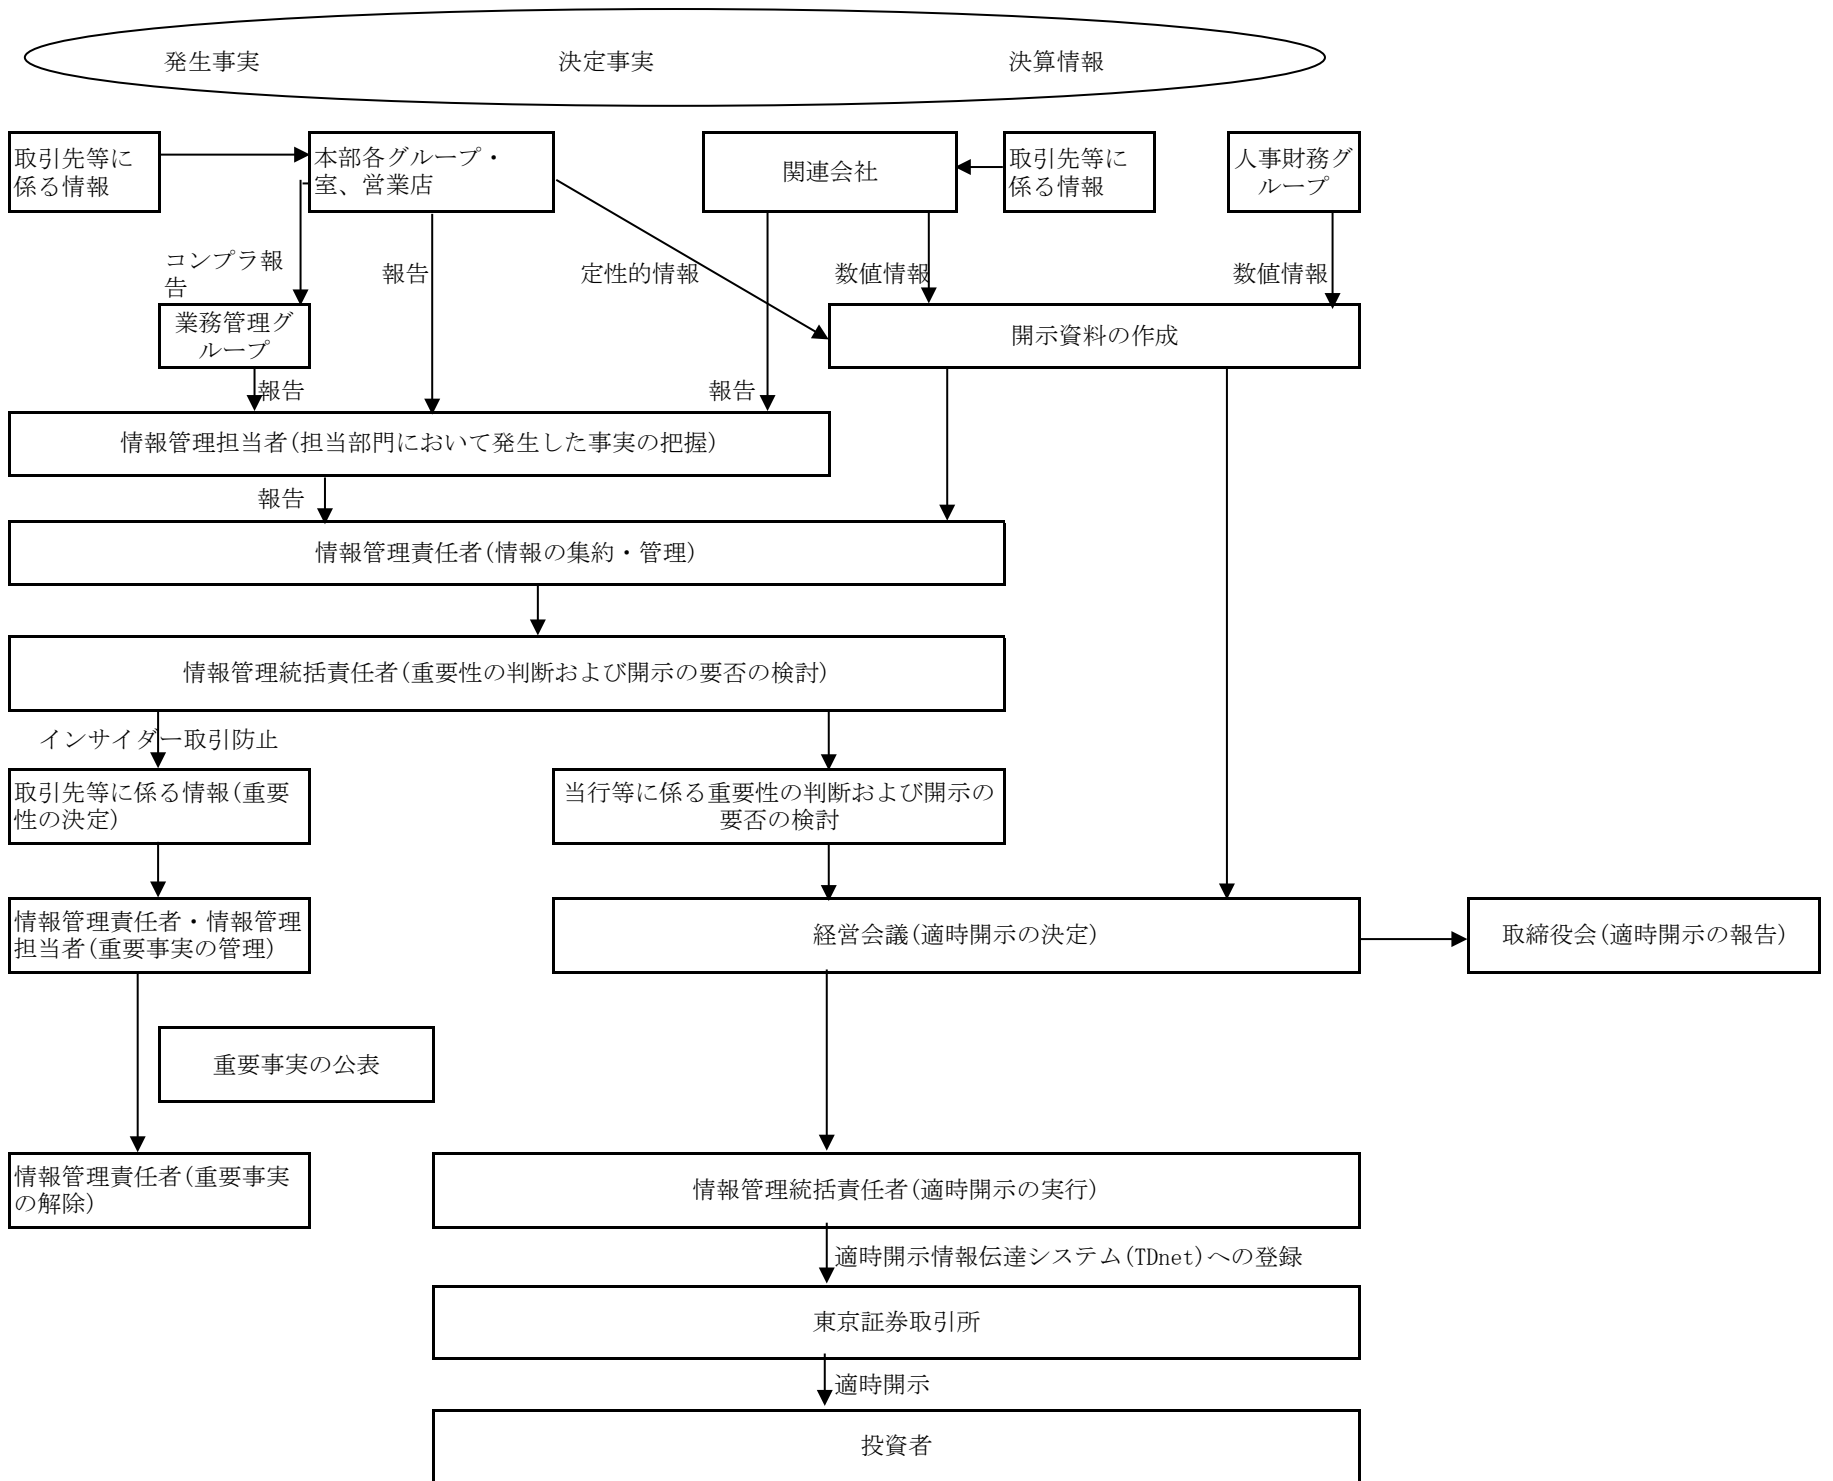 発生事実
決定事実
決算情報
取引先等に
係る情報
本部各グループ・
室、営業店
関連会社
取引先等に
係る情報
人事財務グ
ループ
コンプラ報
告
報告
定性的情報
数値情報
数値情報
業務管理グ
ループ
開示資料の作成
報告
報告
情報管理担当者(担当部門において発生した事実の把握)
報告
情報管理責任者(情報の集約・管理)
情報管理統括責任者(重要性の判断および開示の要否の検討)
インサイダー取引防止
取引先等に係る情報(重要
性の決定)
当行等に係る重要性の判断および開示の
要否の検討
情報管理責任者・情報管理
担当者(重要事実の管理)
経営会議(適時開示の決定)
取締役会(適時開示の報告)
重要事実の公表
情報管理責任者(重要事実
の解除)
情報管理統括責任者(適時開示の実行)
適時開示情報伝達システム(TDnet)への登録
東京証券取引所
適時開示
投資者